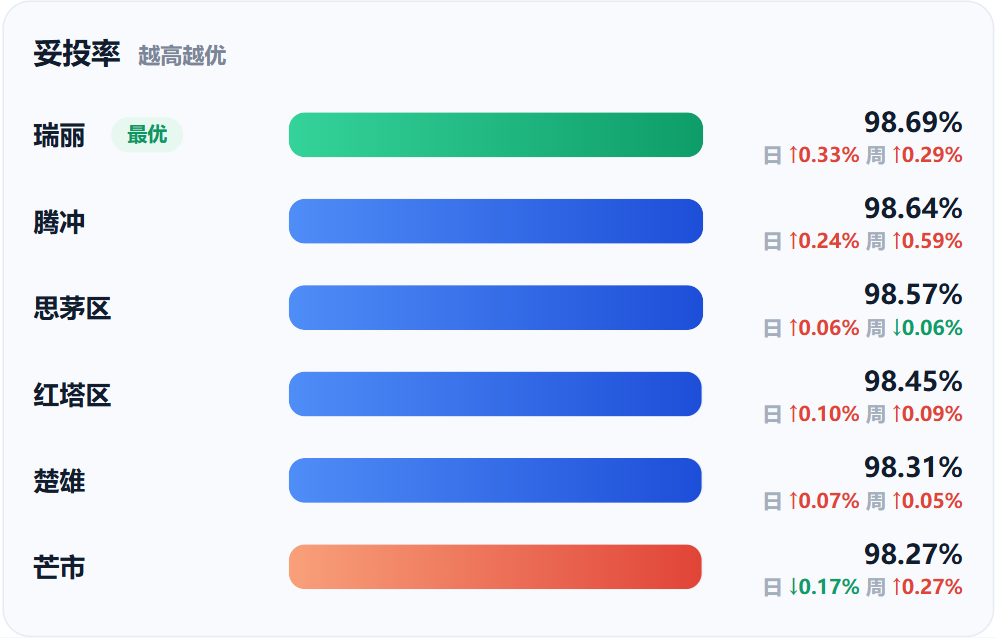 妥投率 越高越优
瑞丽 最优 98.69%
日 ↑0.33% 周 ↑0.29%
腾冲 98.64%
日 ↑0.24% 周 ↑0.59%
思茅区 98.57%
日 ↑0.06% 周 ↓0.06%
红塔区 98.45%
日 ↑0.10% 周 ↑0.09%
楚雄 98.31%
日 ↑0.07% 周 ↑0.05%
芒市 98.27%
日 ↓0.17% 周 ↑0.27%